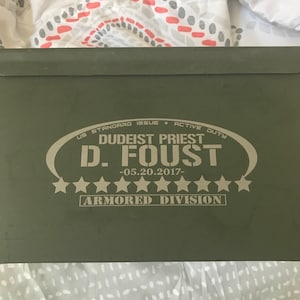 US STANDARD ISSUE • ACTIVE DUTY
DUDEIST PRIEST
D. FOUST
-05.20.2017-
ARMORED DIVISION